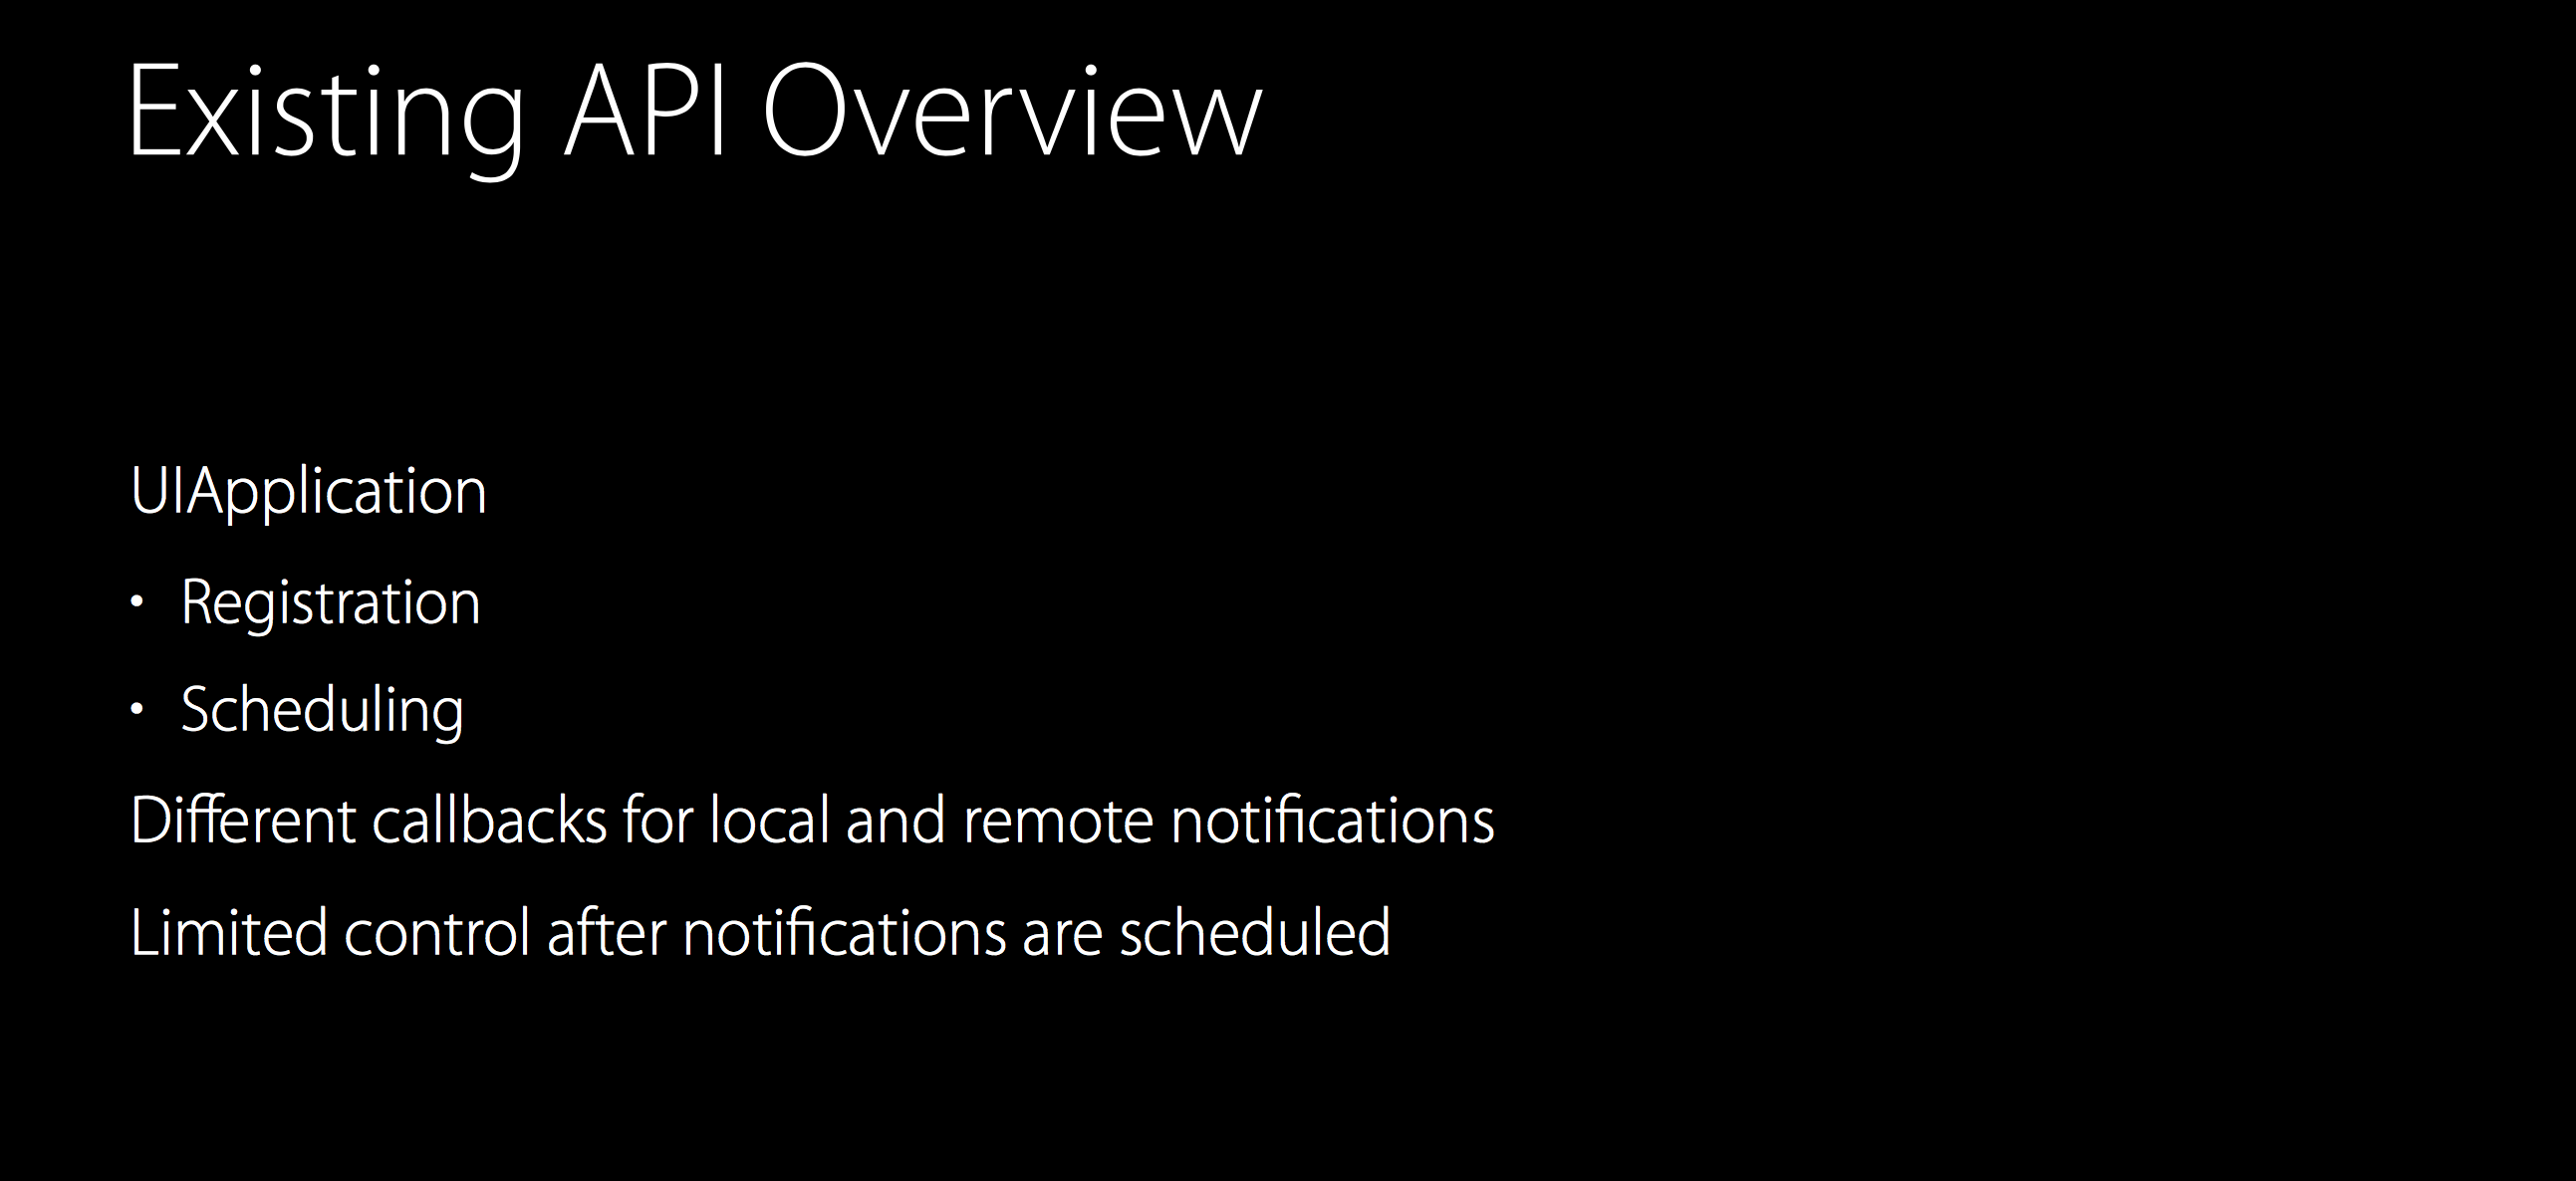 Existing API Overview
UIApplication
• Registration
• Scheduling
Different callbacks for local and remote notifications
Limited control after notifications are scheduled